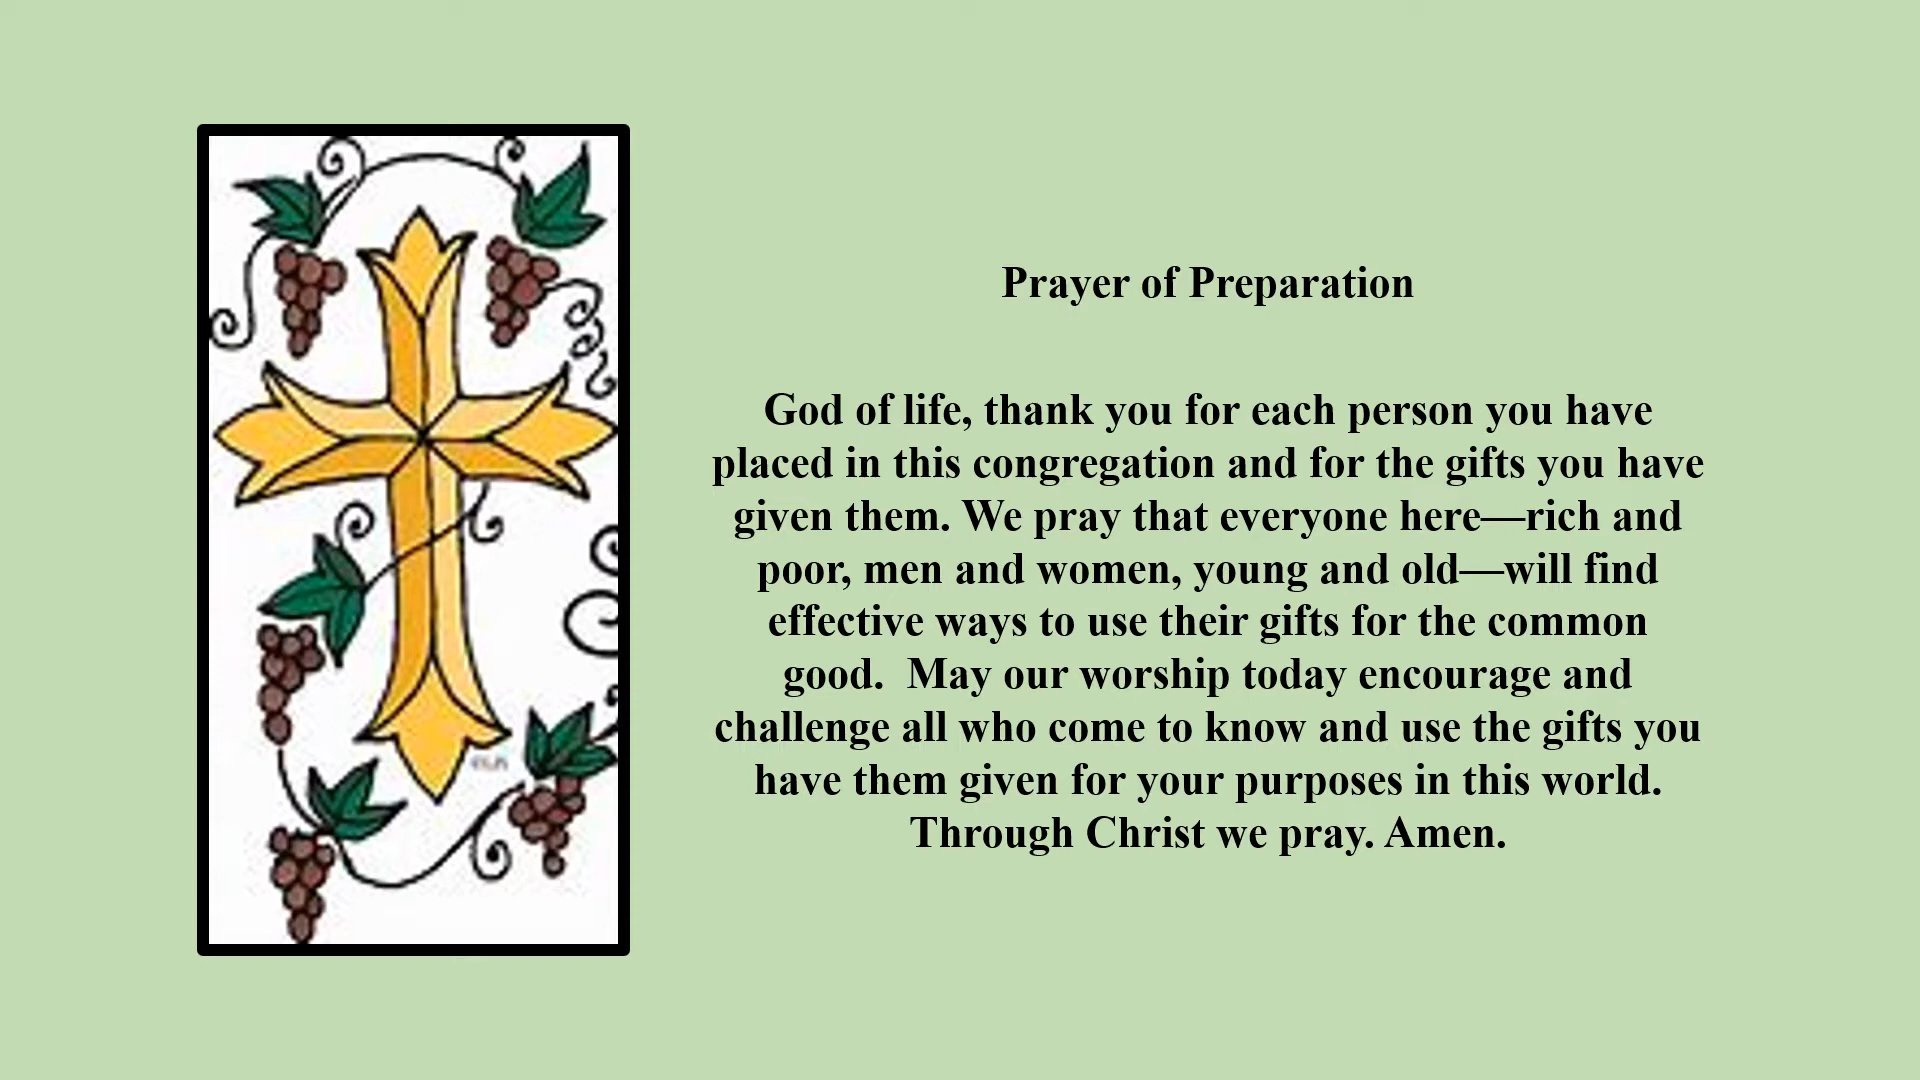 Prayer of Preparation
God of life, thank you for each person you have
placed in this congregation and for the gifts you have
given them. We pray that everyone here—rich and
poor, men and women, young and old—will find
effective ways to use their gifts for the common
good.  May our worship today encourage and
challenge all who come to know and use the gifts you
have them given for your purposes in this world.
Through Christ we pray. Amen.